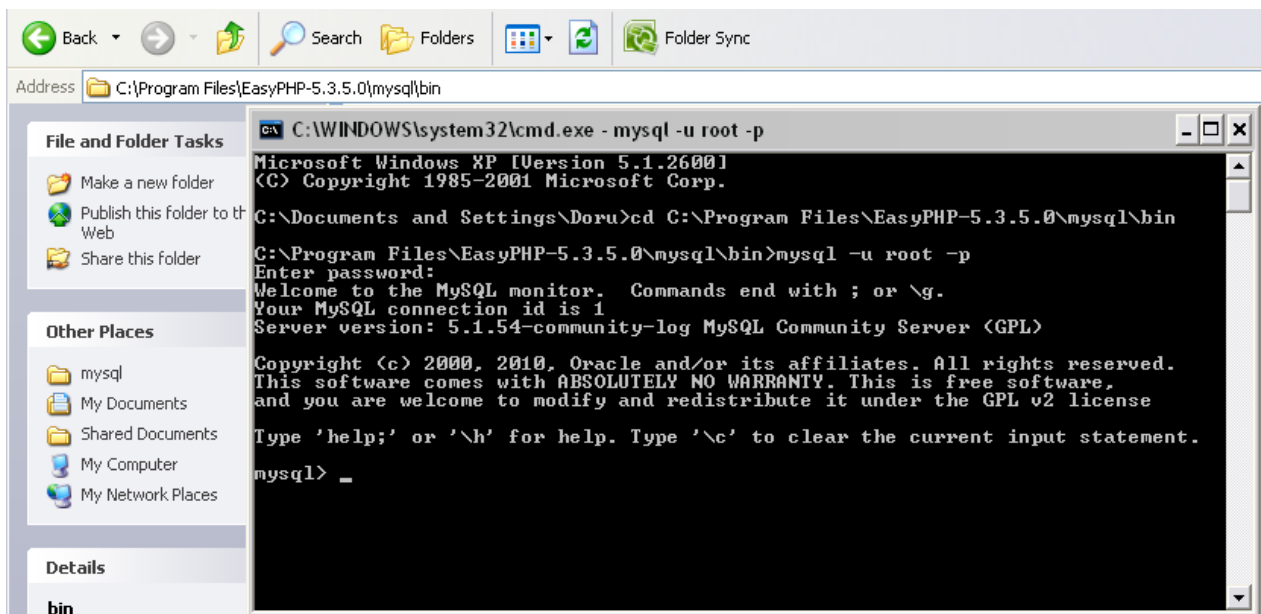 Back Search Folders Folder Sync
Address C:\Program Files\EasyPHP-5.3.5.0\mysql\bin
File and Folder Tasks
Make a new folder
Publish this folder to th
Web
Share this folder
Other Places
mysql
My Documents
Shared Documents
My Computer
My Network Places
Details
bin
C:\WINDOWS\system32\cmd.exe - mysql -u root -p
Microsoft Windows XP [Version 5.1.2600]
(C) Copyright 1985-2001 Microsoft Corp.
C:\Documents and Settings\Doru>cd C:\Program Files\EasyPHP-5.3.5.0\mysql\bin
C:\Program Files\EasyPHP-5.3.5.0\mysql\bin>mysql -u root -p
Enter password:
Welcome to the MySQL monitor.  Commands end with ; or \g.
Your MySQL connection id is 1
Server version: 5.1.54-community-log MySQL Community Server (GPL)
Copyright (c) 2000, 2010, Oracle and/or its affiliates. All rights reserved.
This software comes with ABSOLUTELY NO WARRANTY. This is free software,
and you are welcome to modify and redistribute it under the GPL v2 license
Type 'help;' or '\h' for help. Type '\c' to clear the current input statement.
mysql> _